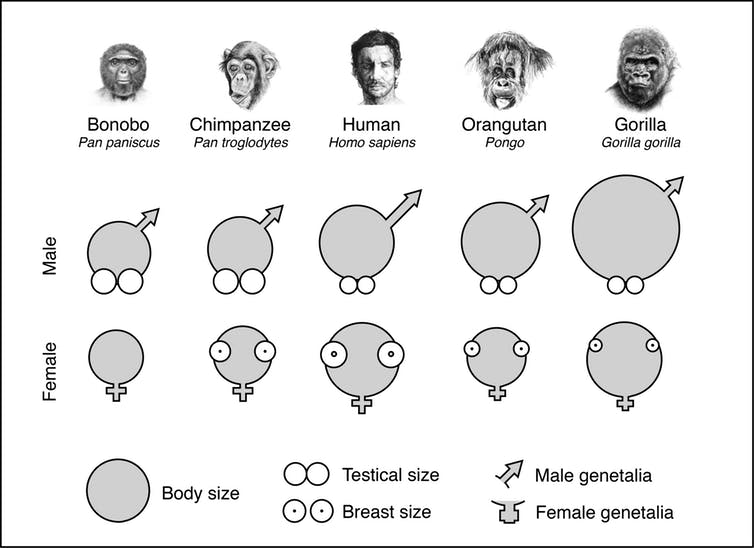 Bonobo
Pan paniscus
Chimpanzee
Pan troglodytes
Human
Homo sapiens
Orangutan
Pongo
Gorilla
Gorilla gorilla
Male
Female
Body size
Testical size
Breast size
Male genetalia
Female genetalia